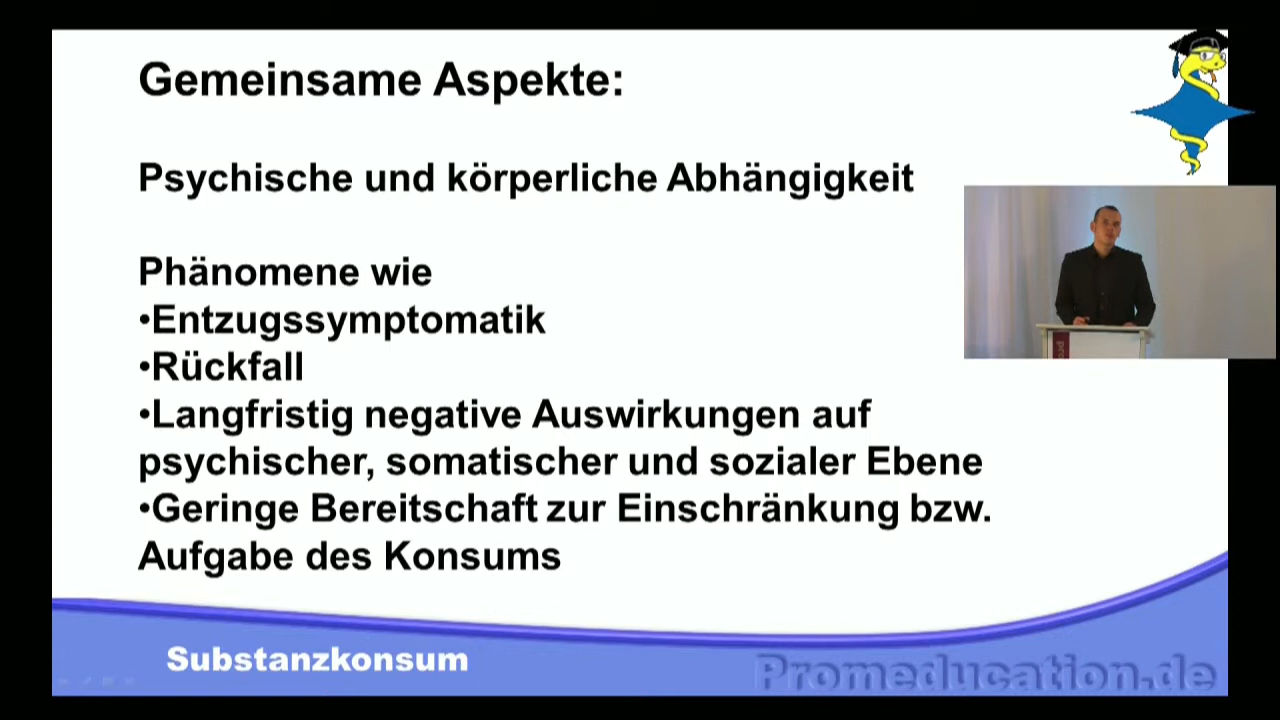 Gemeinsame Aspekte:
Psychische und körperliche Abhängigkeit
Phänomene wie
•Entzugssymptomatik
•Rückfall
•Langfristig negative Auswirkungen auf
psychischer, somatischer und sozialer Ebene
•Geringe Bereitschaft zur Einschränkung bzw.
Aufgabe des Konsums
Substanzkonsum
Promeducation.de